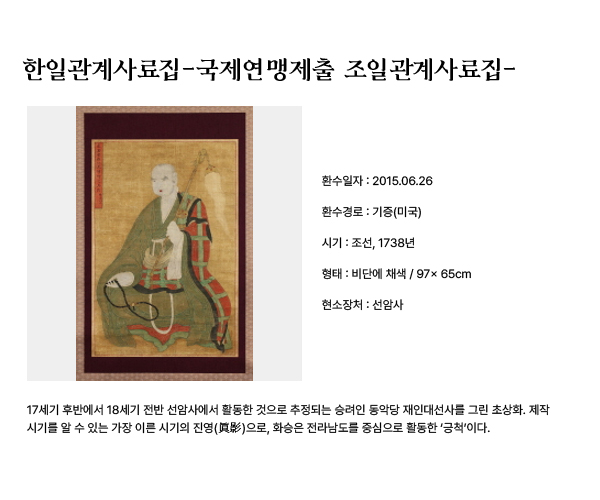 한일관계사료집-국제연맹제출 조일관계사료집-
환수일자 : 2015.06.26
환수경로 : 기증(미국)
시기 : 조선, 1738년
형태 : 비단에 채색 / 97× 65cm
현소장처 : 선암사
17세기 후반에서 18세기 전반 선암사에서 활동한 것으로 추정되는 승려인 동악당 재인대선사를 그린 초상화. 제작
시기를 알 수 있는 가장 이른 시기의 진영(眞影)으로, 화승은 전라남도를 중심으로 활동한 ‘긍척’이다.